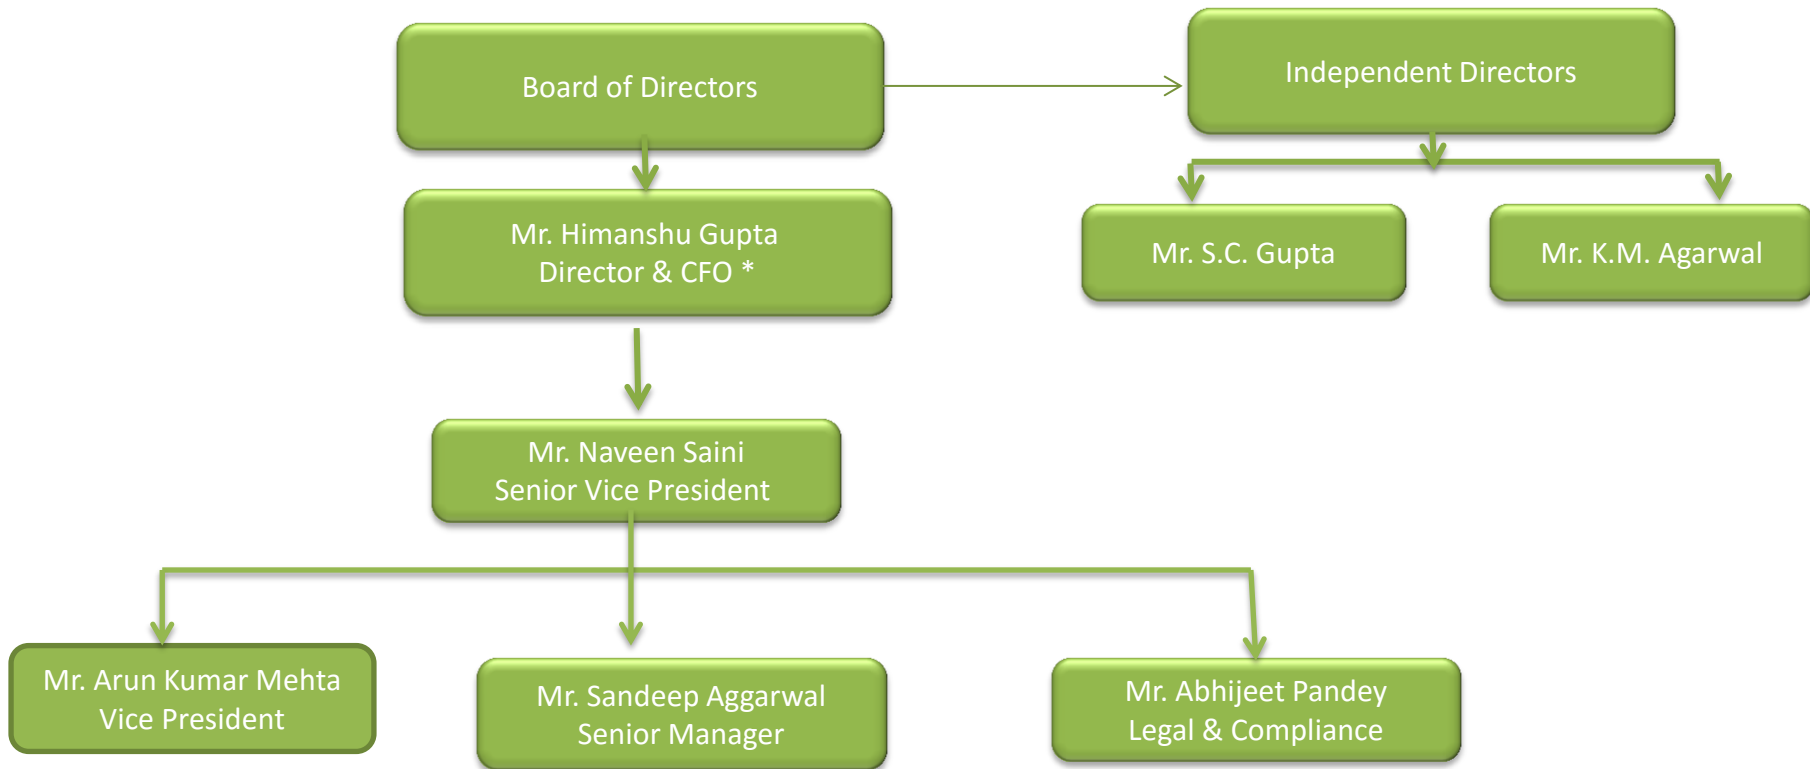 Board of Directors
Independent Directors
Mr. Himanshu Gupta
Director & CFO *
Mr. S.C. Gupta
Mr. K.M. Agarwal
Mr. Naveen Saini
Senior Vice President
Mr. Arun Kumar Mehta
Vice President
Mr. Sandeep Aggarwal
Senior Manager
Mr. Abhijeet Pandey
Legal & Compliance